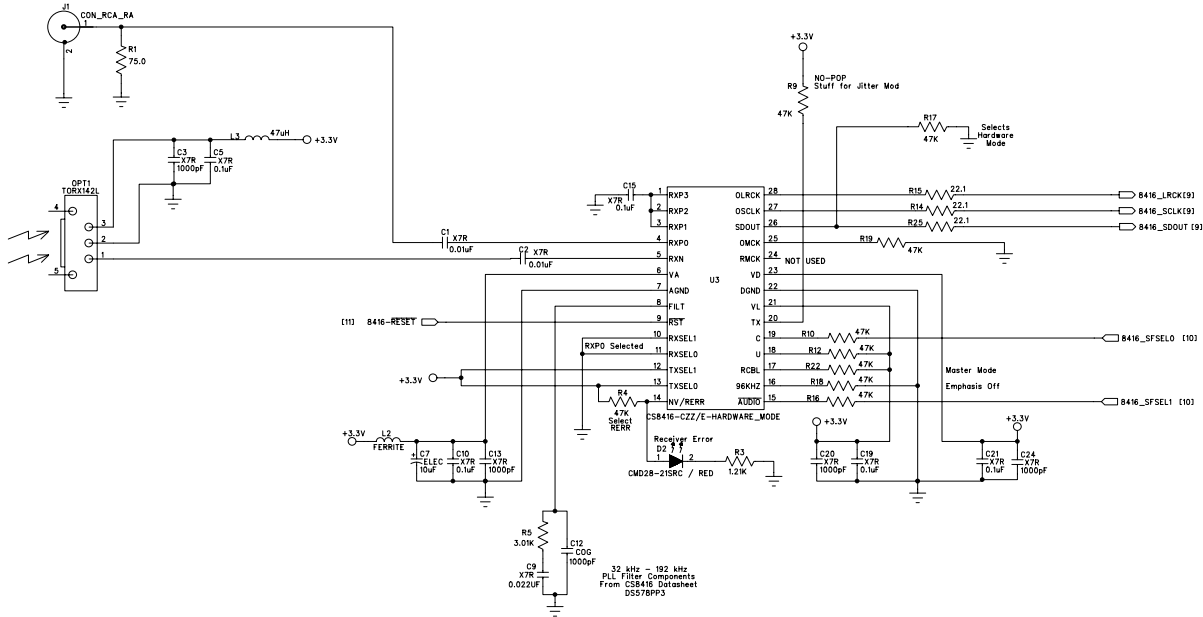 J1
CON_RCA_RA
1
2
R1
75.0
+3.3V
R9
NO-POP
Stuff for Jitter Mod
47K
R17
47K
Selects
Hardware
Mode
L3
47uH
+3.3V
C3
X7R
1000pF
C5
X7R
0.1uF
OPT1
TORX142L
4
3
2
1
5
C15
X7R
0.1uF
C1
X7R
0.01uF
C2
X7R
0.01uF
1 RXP3
2 RXP2
3 RXP1
4 RXP0
5 RXN
6 VA
7 AGND
8 FILT
9 RST
10 RXSEL1
11 RXSEL0
12 TXSEL1
13 TXSEL0
14 NV/RERR
U3
OLRCK 28
OSCLK 27
SDOUT 26
OMCK 25
RMCK 24
VD 23
DGND 22
VL 21
TX 20
C 19
U 18
RCBL 17
96KHZ 16
AUDIO 15
CS8416-CZZ/E-HARDWARE_MODE
R15 22.1 8416_LRCK[9]
R14 22.1 8416_SCLK[9]
R25 22.1 8416_SDOUT [9]
R19
47K
NOT USED
[11] 8416-RESET
RXP0 Selected
+3.3V
R10 47K 8416_SFSEL0 [10]
R12 47K
R22 47K
R18 47K
R16 47K 8416_SFSEL1 [10]
Master Mode
Emphasis Off
R4
47K
Select
RERR
Receiver Error
D2
1
2
CMD28-21SRC / RED
R3
1.21K
+3.3V
L2
FERRITE
+
C7
ELEC
10uF
C10
X7R
0.1uF
C13
X7R
1000pF
+3.3V
C20
X7R
1000pF
C19
X7R
0.1uF
+3.3V
C21
X7R
0.1uF
C24
X7R
1000pF
R5
3.01K
C9
X7R
0.022UF
C12
COG
1000pF
32 kHz - 192 kHz
PLL Filter Components
From CS8416 Datasheet
DS578PP3